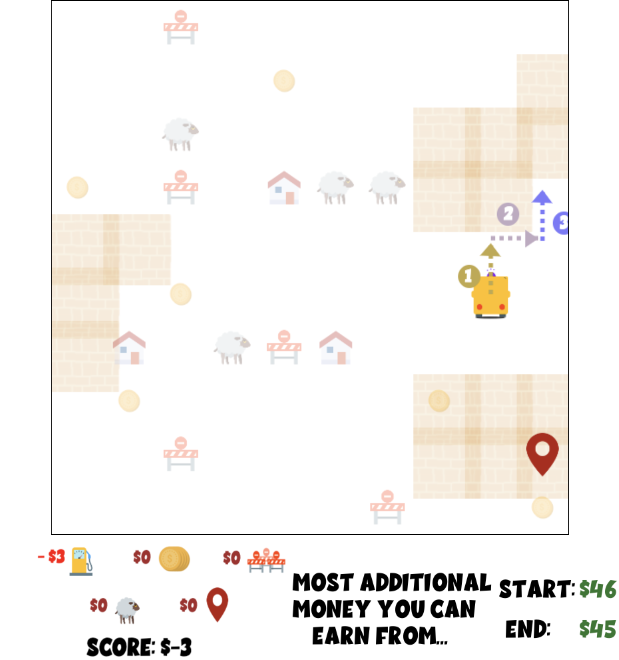 1
2
3
- $3
$0
$0
$0
$0
SCORE: $-3
MOST ADDITIONAL
MONEY YOU CAN
EARN FROM...
START: $46
END: $45